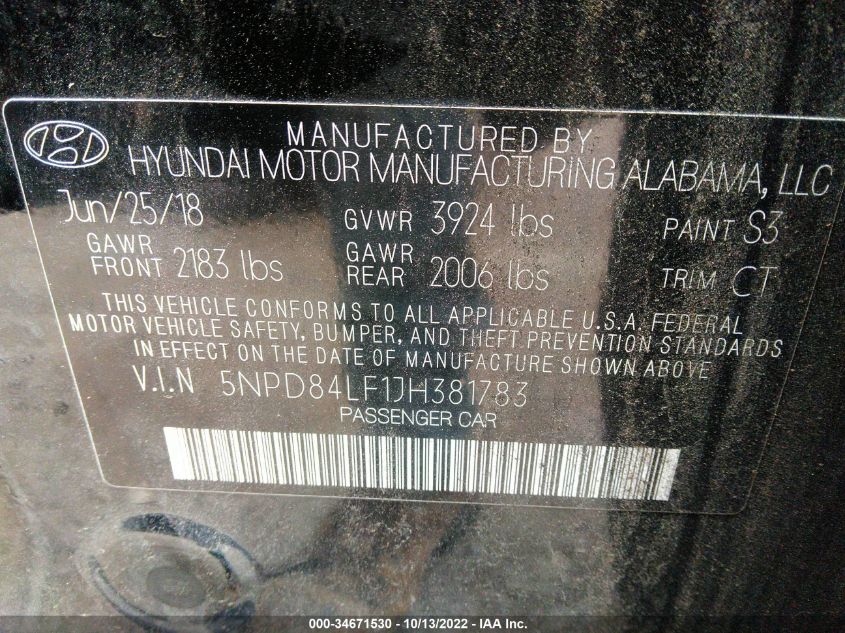 MANUFACTURED BY
HYUNDAI MOTOR MANUFACTURING ALABAMA, LLC
Jun/25/18 GVWR 3924 lbs PAINT S3
GAWR FRONT 2183 lbs GAWR REAR 2006 lbs TRIM CT
THIS VEHICLE CONFORMS TO ALL APPLICABLE U.S.A. FEDERAL
MOTOR VEHICLE SAFETY, BUMPER, AND THEFT PREVENTION STANDARDS
IN EFFECT ON THE DATE OF MANUFACTURE SHOWN ABOVE
V.I.N 5NPD84LF1JH381783
PASSENGER CAR
000-34671530 - 10/13/2022 - IAA Inc.